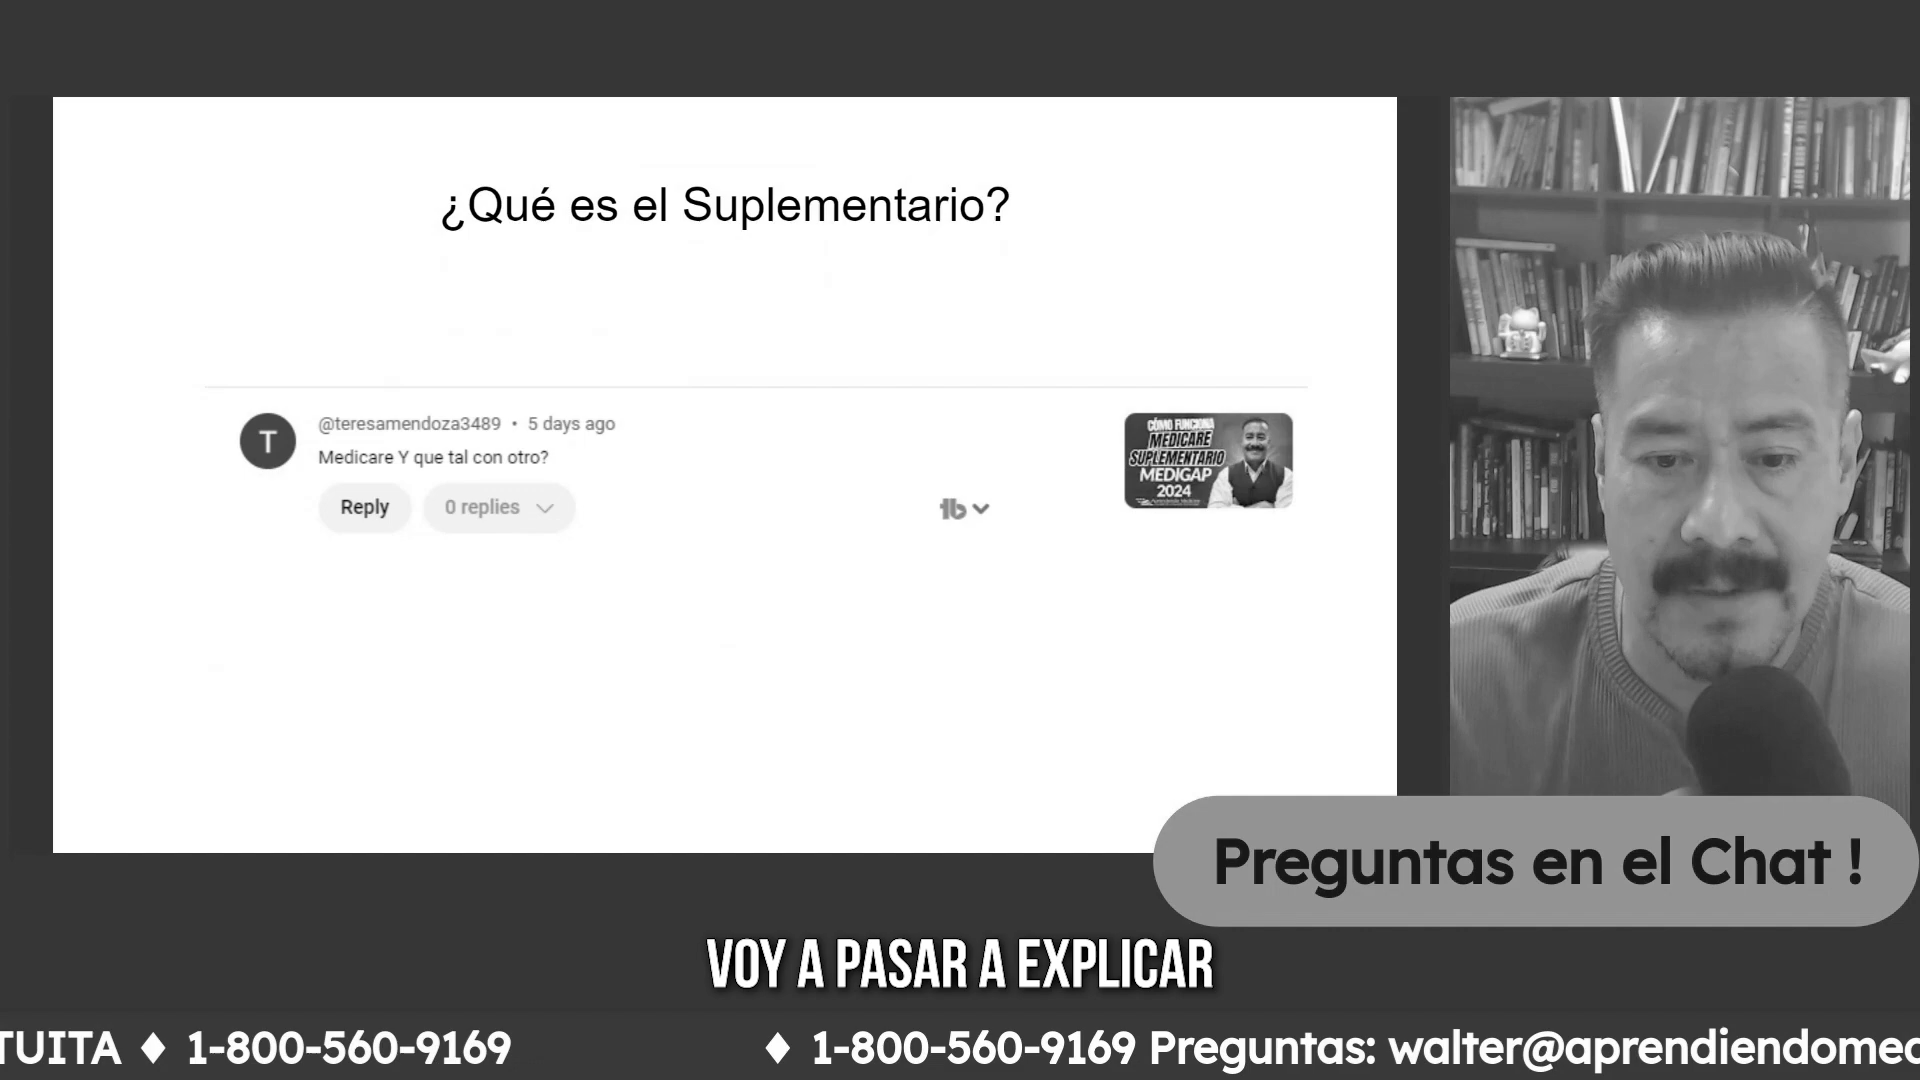 ¿Qué es el Suplementario?
T
@teresamendoza3489 • 5 days ago
Medicare Y que tal con otro?
Reply
0 replies
CÓMO FUNCIONA
MEDICARE
SUPLEMENTARIO
MEDIGAP
2024
Preguntas en el Chat !
VOY A PASAR A EXPLICAR
TUITA ♦ 1-800-560-9169 ♦ 1-800-560-9169 Preguntas: walter@aprendiendomed